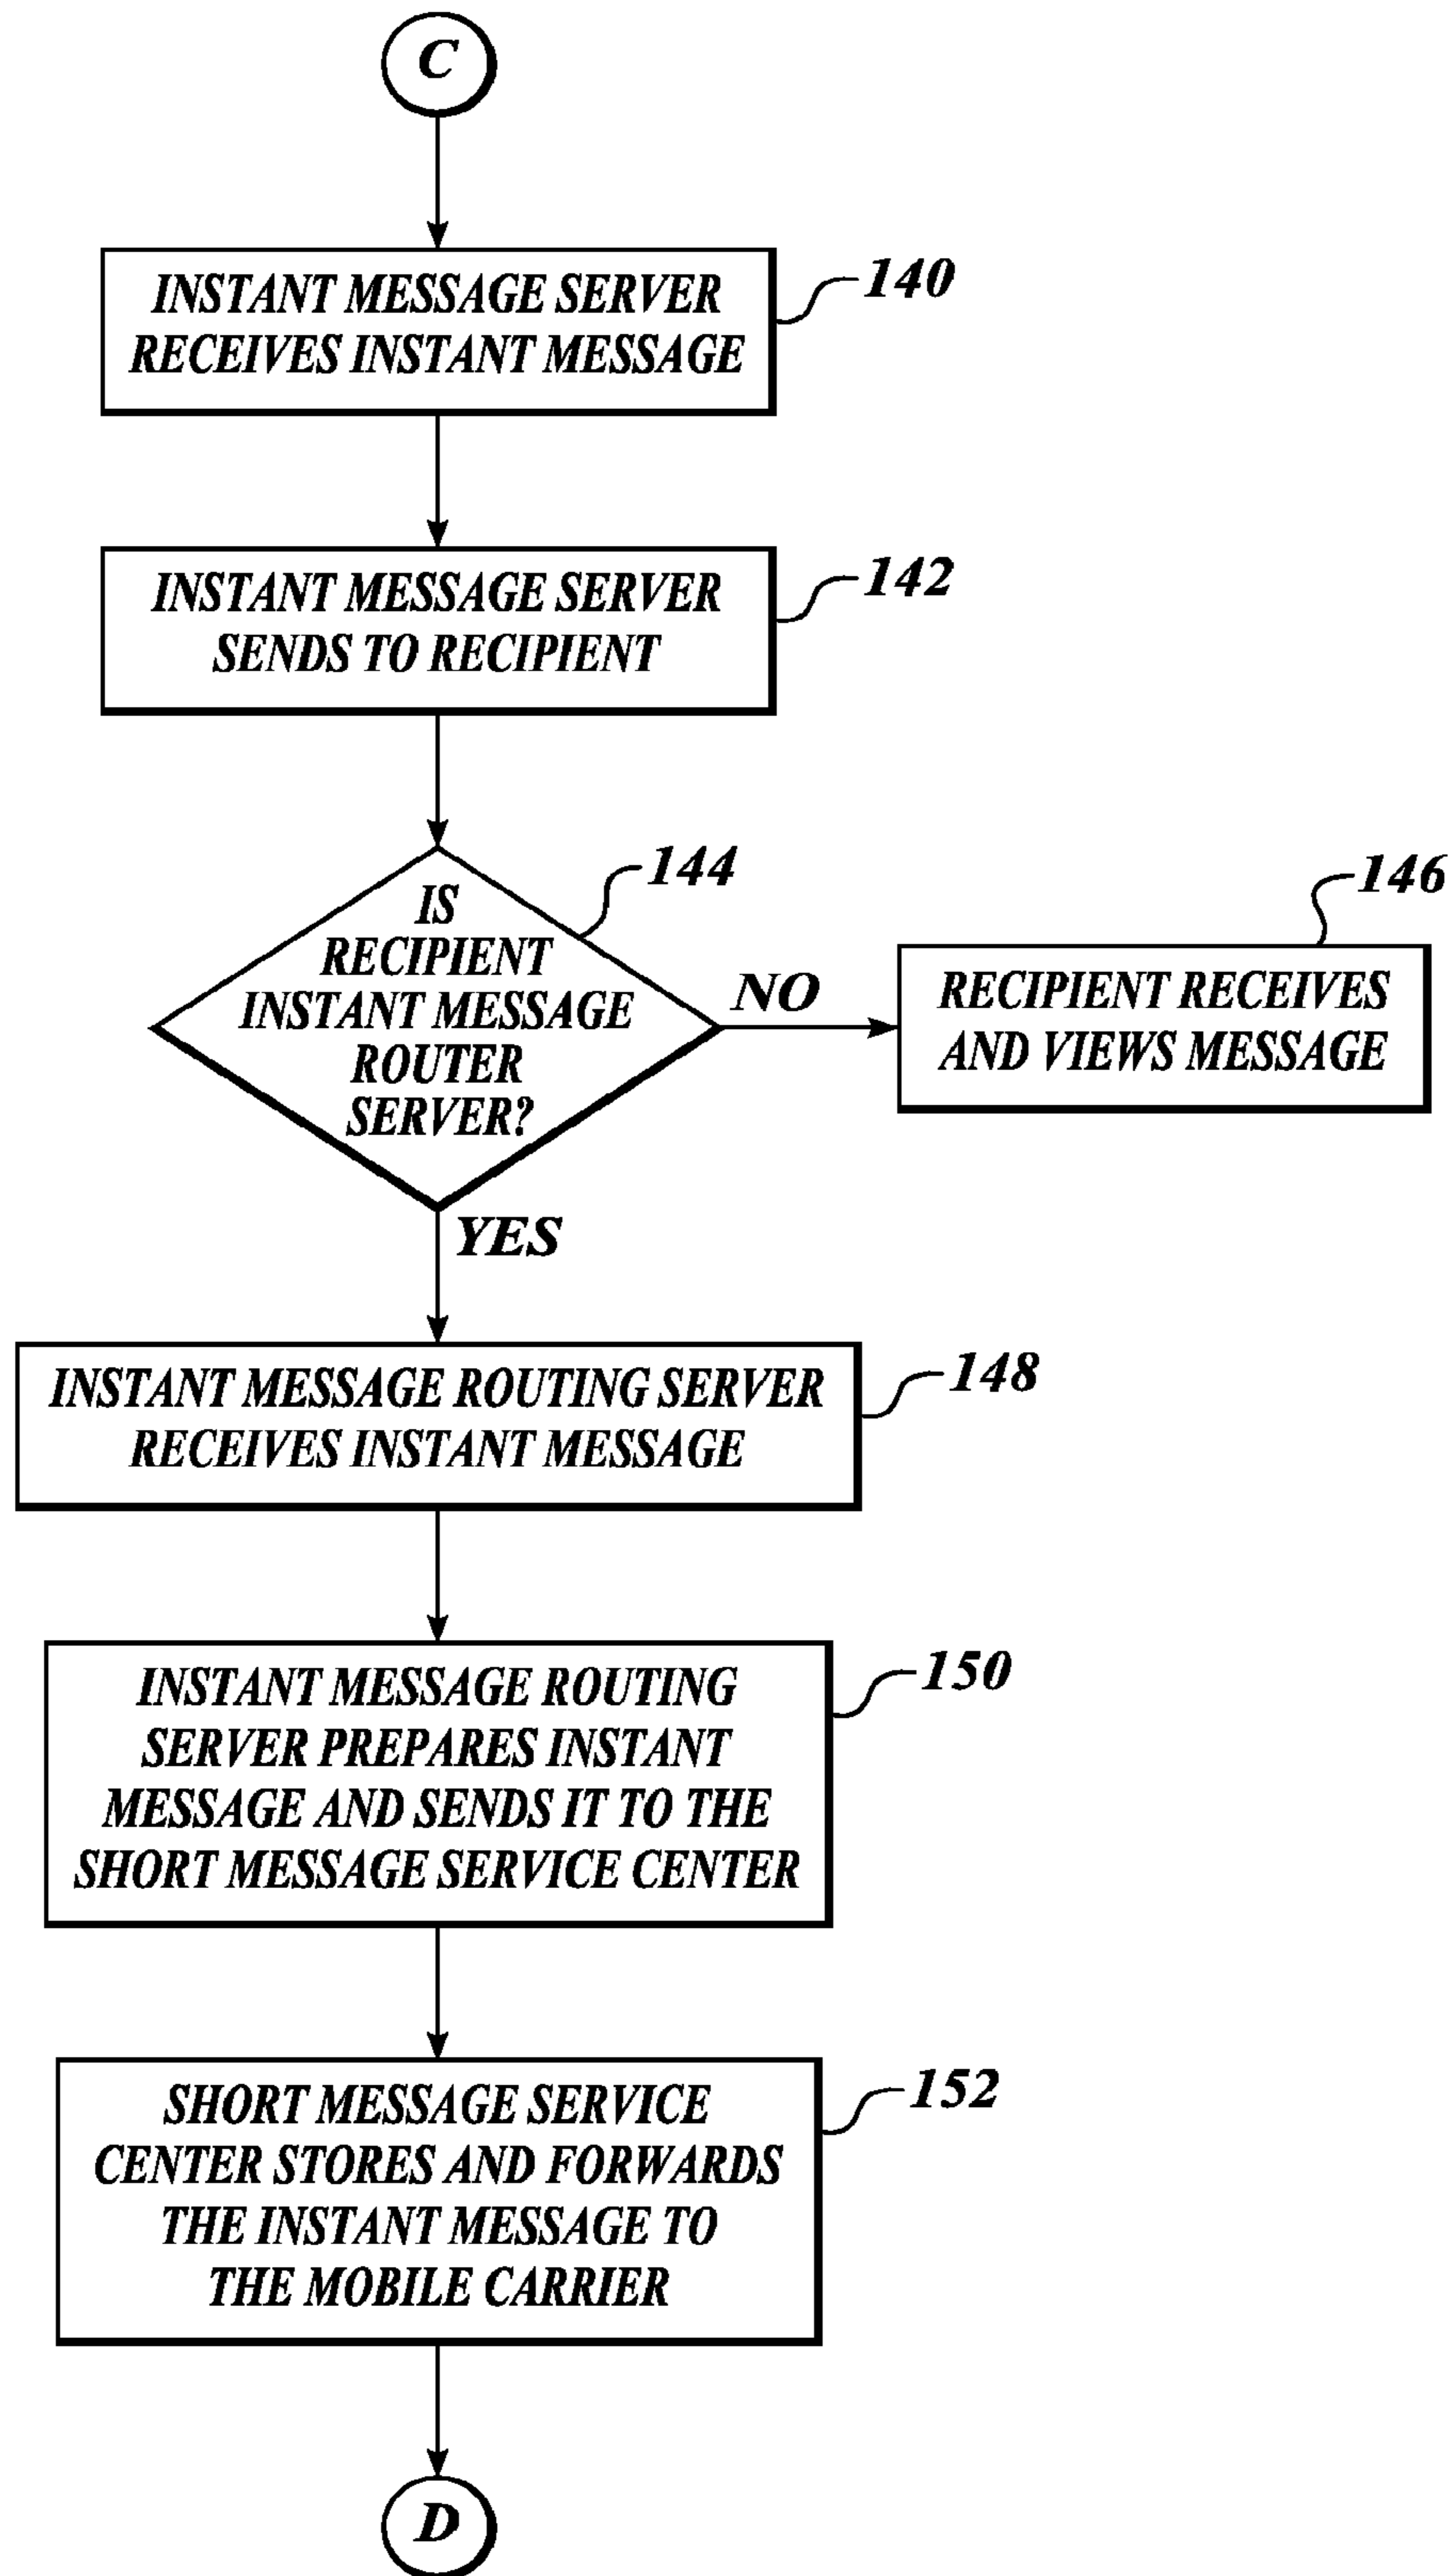 C
INSTANT MESSAGE SERVER
RECEIVES INSTANT MESSAGE
140
INSTANT MESSAGE SERVER
SENDS TO RECIPIENT
142
IS
RECIPIENT
INSTANT MESSAGE
ROUTER
SERVER?
144
NO
146
RECIPIENT RECEIVES
AND VIEWS MESSAGE
YES
INSTANT MESSAGE ROUTING SERVER
RECEIVES INSTANT MESSAGE
148
INSTANT MESSAGE ROUTING
SERVER PREPARES INSTANT
MESSAGE AND SENDS IT TO THE
SHORT MESSAGE SERVICE CENTER
150
SHORT MESSAGE SERVICE
CENTER STORES AND FORWARDS
THE INSTANT MESSAGE TO
THE MOBILE CARRIER
152
D